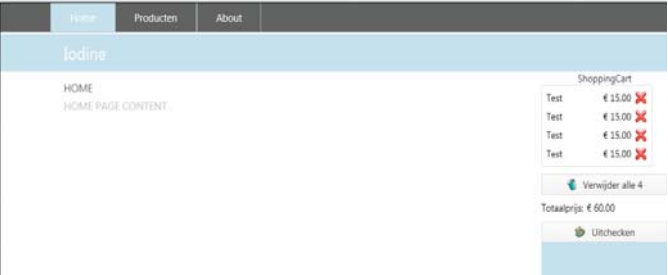 Home Producten About
Iodine
HOME
HOME PAGE CONTENT
ShoppingCart
Test € 15.00
Test € 15.00
Test € 15.00
Test € 15.00
Verwijder alle 4
Totaalprijs: € 60.00
Uitchecken